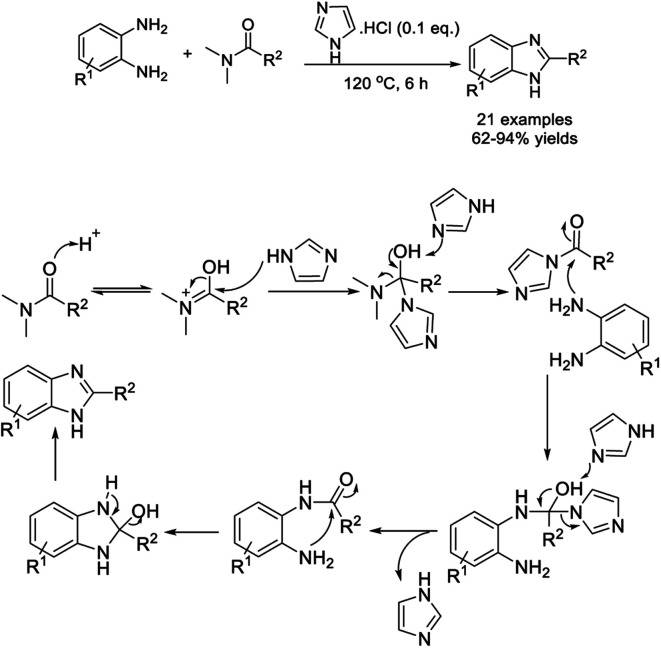 NH₂
NH₂
R¹
+
O
N
R²
N
N
H
.HCl (0.1 eq.)
120 °C, 6 h
N
N
H
R²
R¹
21 examples
62-94% yields
O
H⁺
N
R²
OH
N
+
R²
HN
N
OH
N
R²
N
N
NH
N
O
N
R²
N
H₂N
H₂N
R¹
N
NH
N
H
OH
N
N
R²
NH₂
R¹
H
N
N
H
N
O
R²
NH₂
R¹
H
N
OH
R²
N
H
R¹
N
R²
N
H
R¹